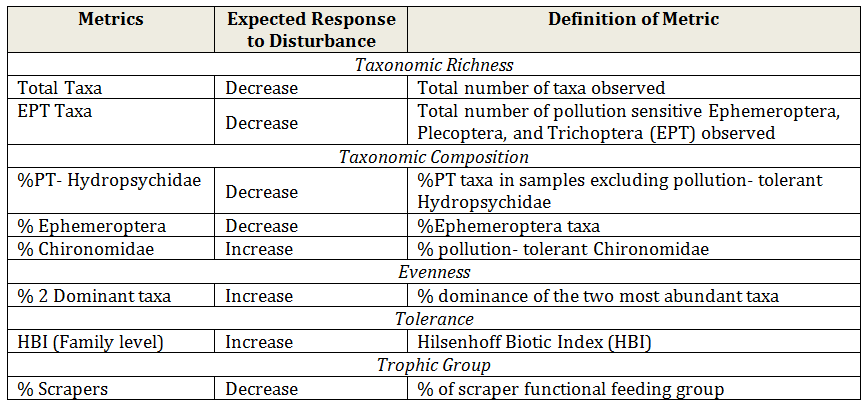 Metrics Expected Response to Disturbance Definition of Metric
Taxonomic Richness
Total Taxa Decrease Total number of taxa observed
EPT Taxa Decrease Total number of pollution sensitive Ephemeroptera, Plecoptera, and Trichoptera (EPT) observed
Taxonomic Composition
%PT- Hydropsychidae Decrease %PT taxa in samples excluding pollution- tolerant Hydropsychidae
% Ephemeroptera Decrease %Ephemeroptera taxa
% Chironomidae Increase % pollution- tolerant Chironomidae
Evenness
% 2 Dominant taxa Increase % dominance of the two most abundant taxa
Tolerance
HBI (Family level) Increase Hilsenhoff Biotic Index (HBI)
Trophic Group
% Scrapers Decrease % of scraper functional feeding group